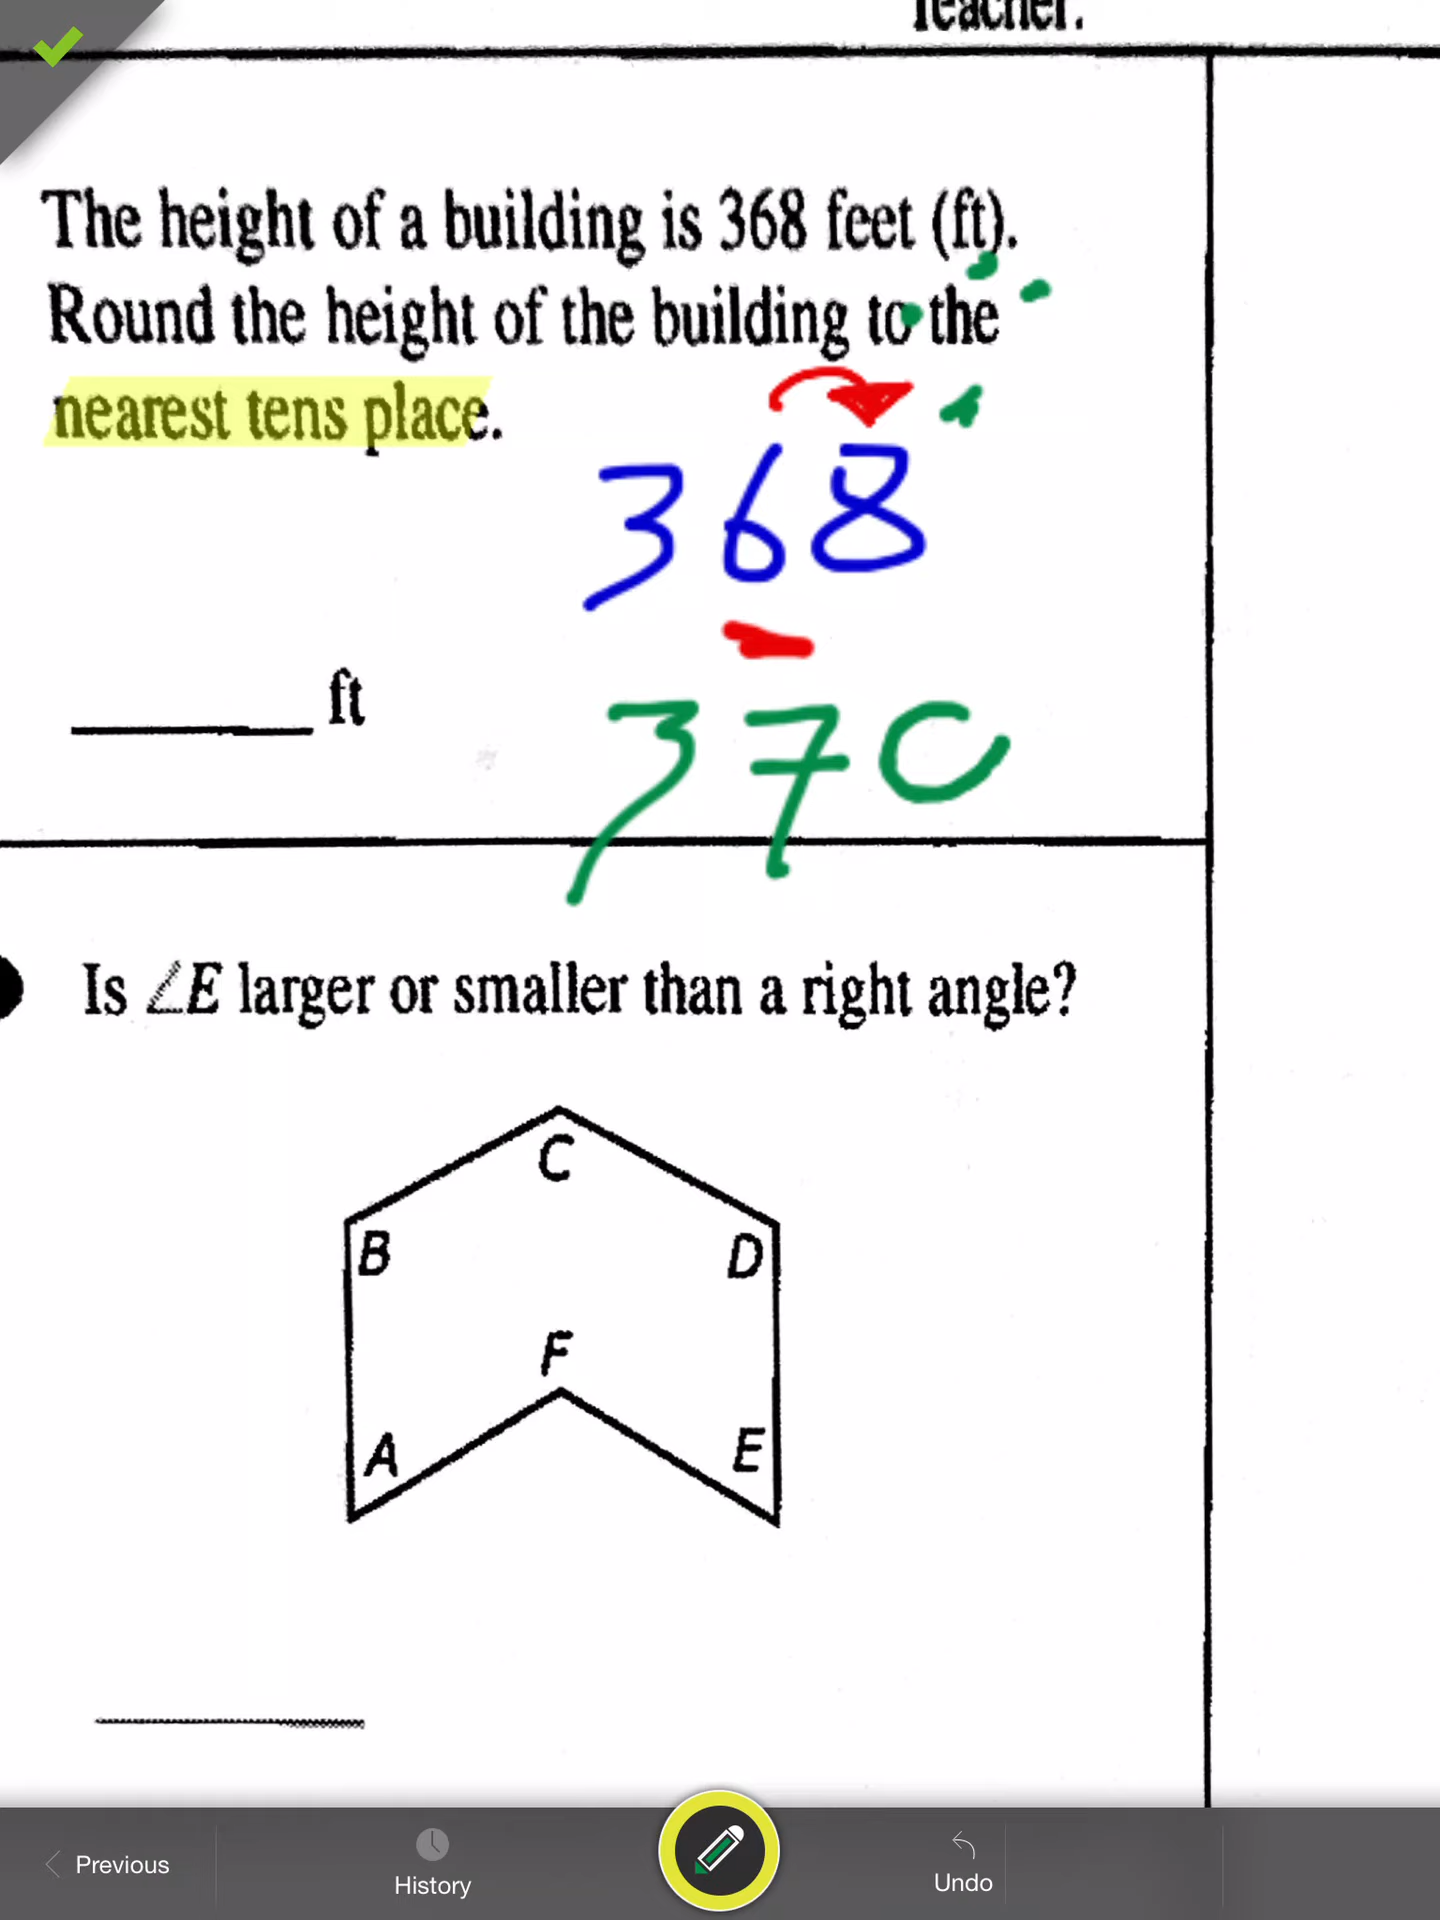 Teacher:
The height of a building is 368 feet (ft).
Round the height of the building to the
nearest tens place.
368
____ ft
370
Is ∠E larger or smaller than a right angle?
C
B
D
F
A
E
Previous
History
Undo